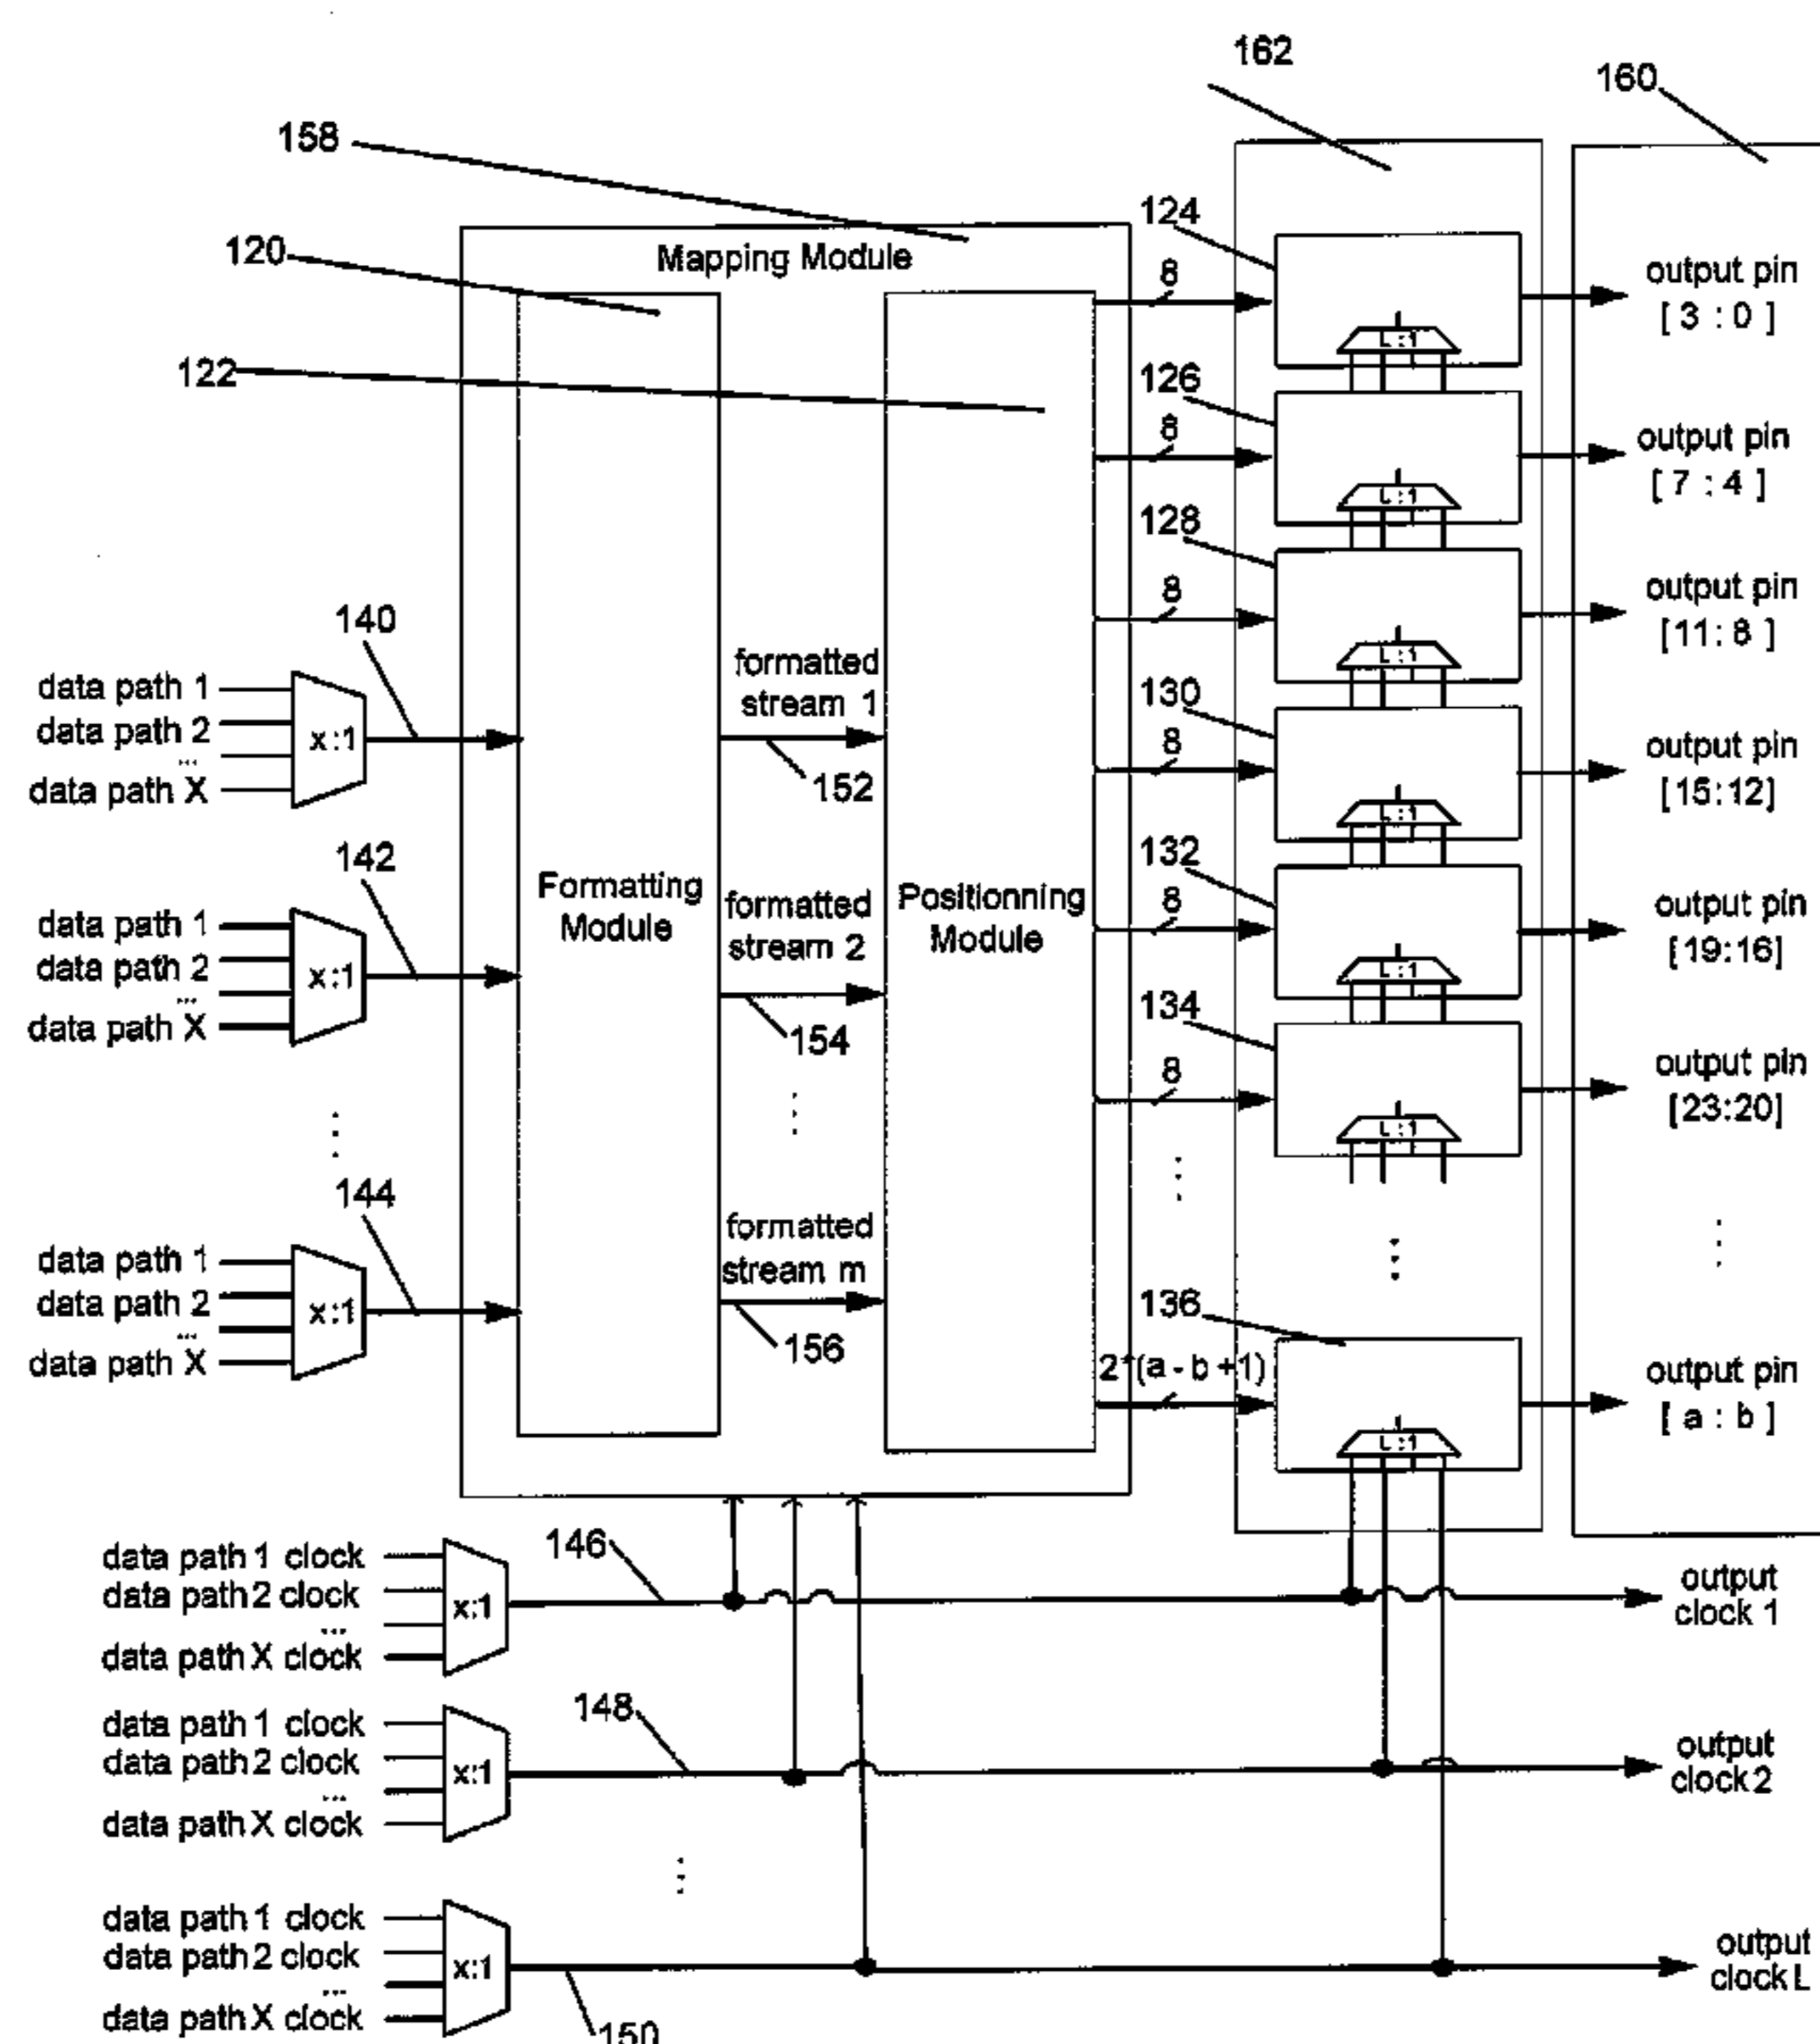 162
160
158
124
120
Mapping Module
8
output pin
[ 3 : 0 ]
L:1
122
126
8
output pin
[ 7 : 4 ]
L:1
128
8
output pin
[11: 8 ]
L:1
140
formatted
stream 1
130
data path 1
data path 2
...
data path X
x:1
152
8
output pin
[15:12]
L:1
142
132
Formatting
Module
formatted
stream 2
Positionning
Module
8
output pin
[19:16]
L:1
data path 1
data path 2
...
data path X
x:1
154
134
8
output pin
[23:20]
L:1
144
formatted
stream m
data path 1
data path 2
...
data path X
x:1
156
136
2*(a - b +1)
output pin
[ a : b ]
L:1
146
data path 1 clock
data path 2 clock
...
data path X clock
x:1
output
clock 1
148
data path 1 clock
data path 2 clock
...
data path X clock
x:1
output
clock 2
data path 1 clock
data path 2 clock
...
data path X clock
x:1
output
clock L
150